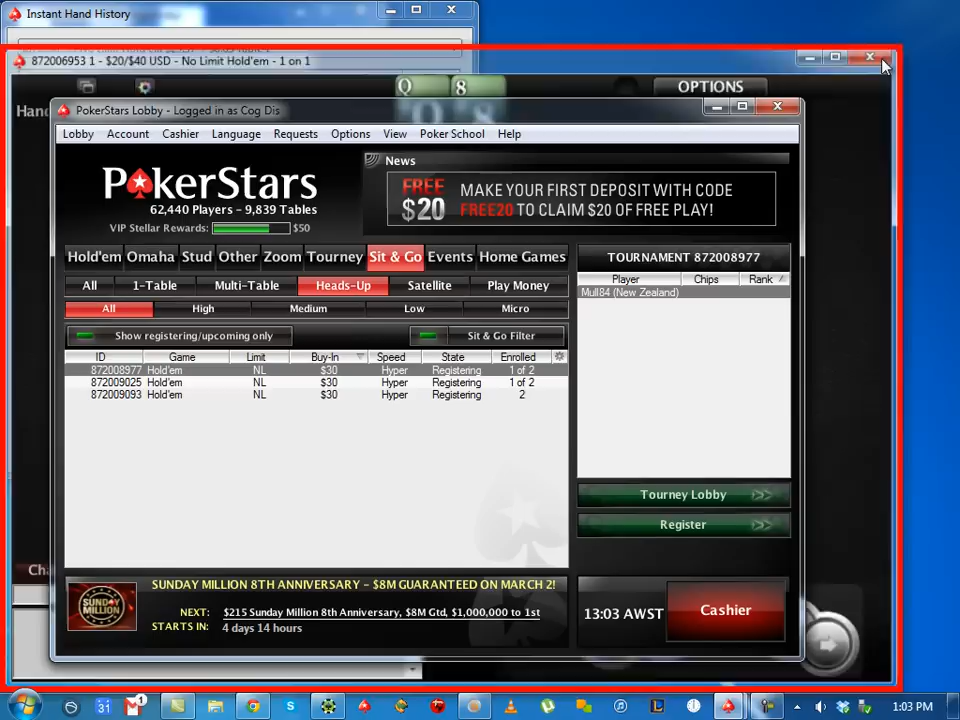 Instant Hand History
872006953 1 - $20/$40 USD - No Limit Hold'em - 1 on 1
Q 8
OPTIONS
Q 8
PokerStars Lobby - Logged in as Cog Dis
Lobby Account Cashier Language Requests Options View Poker School Help
PokerStars
62,440 Players - 9,839 Tables
VIP Stellar Rewards: $50
News
FREE $20
MAKE YOUR FIRST DEPOSIT WITH CODE
FREE20 TO CLAIM $20 OF FREE PLAY!
Hold'em Omaha Stud Other Zoom Tourney Sit & Go Events Home Games
All 1-Table Multi-Table Heads-Up Satellite Play Money
All High Medium Low Micro
Show registering/upcoming only Sit & Go Filter
ID Game Limit Buy-In Speed State Enrolled
872008977 Hold'em NL $30 Hyper Registering 1 of 2
872009025 Hold'em NL $30 Hyper Registering 1 of 2
872009093 Hold'em NL $30 Hyper Registering 2
TOURNAMENT 872008977
Player Chips Rank
Mull84 (New Zealand)
Tourney Lobby
Register
SUNDAY MILLION
SUNDAY MILLION 8TH ANNIVERSARY - $8M GUARANTEED ON MARCH 2!
NEXT: $215 Sunday Million 8th Anniversary, $8M Gtd, $1,000,000 to 1st
STARTS IN: 4 days 14 hours
13:03 AWST
Cashier
31
1
1:03 PM